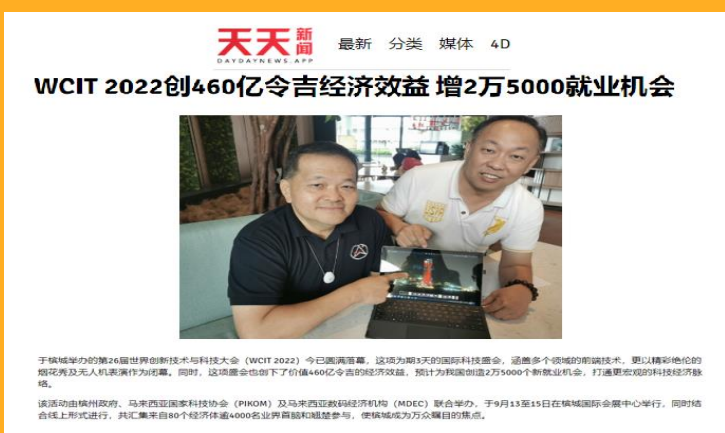 天天新闻
DAYDAYNEWS.APP
最新 分类 媒体 4D
WCIT 2022创460亿令吉经济效益 增2万5000就业机会
于槟城举办的第26届世界创新技术与科技大会（WCIT 2022）今已圆满落幕，这项为期3天的国际科技盛会，涵盖多个领域的前端技术，更以精彩绝伦的
烟花秀及无人机表演作为闭幕。同时，这项盛会也创下了价值460亿令吉的经济效益，预计为我国创造2万5000个新就业机会，打通更宏观的科技经济脉
络。
该活动由槟州政府、马来西亚国家科技协会（PIKOM）及马来西亚数码经济机构（MDEC）联合举办，于9月13至15日在槟城国际会展中心举行，同时结
合线上形式进行，共汇集来自80个经济体逾4000名业界首脑和翘楚参与，使槟城成为万众瞩目的焦点。